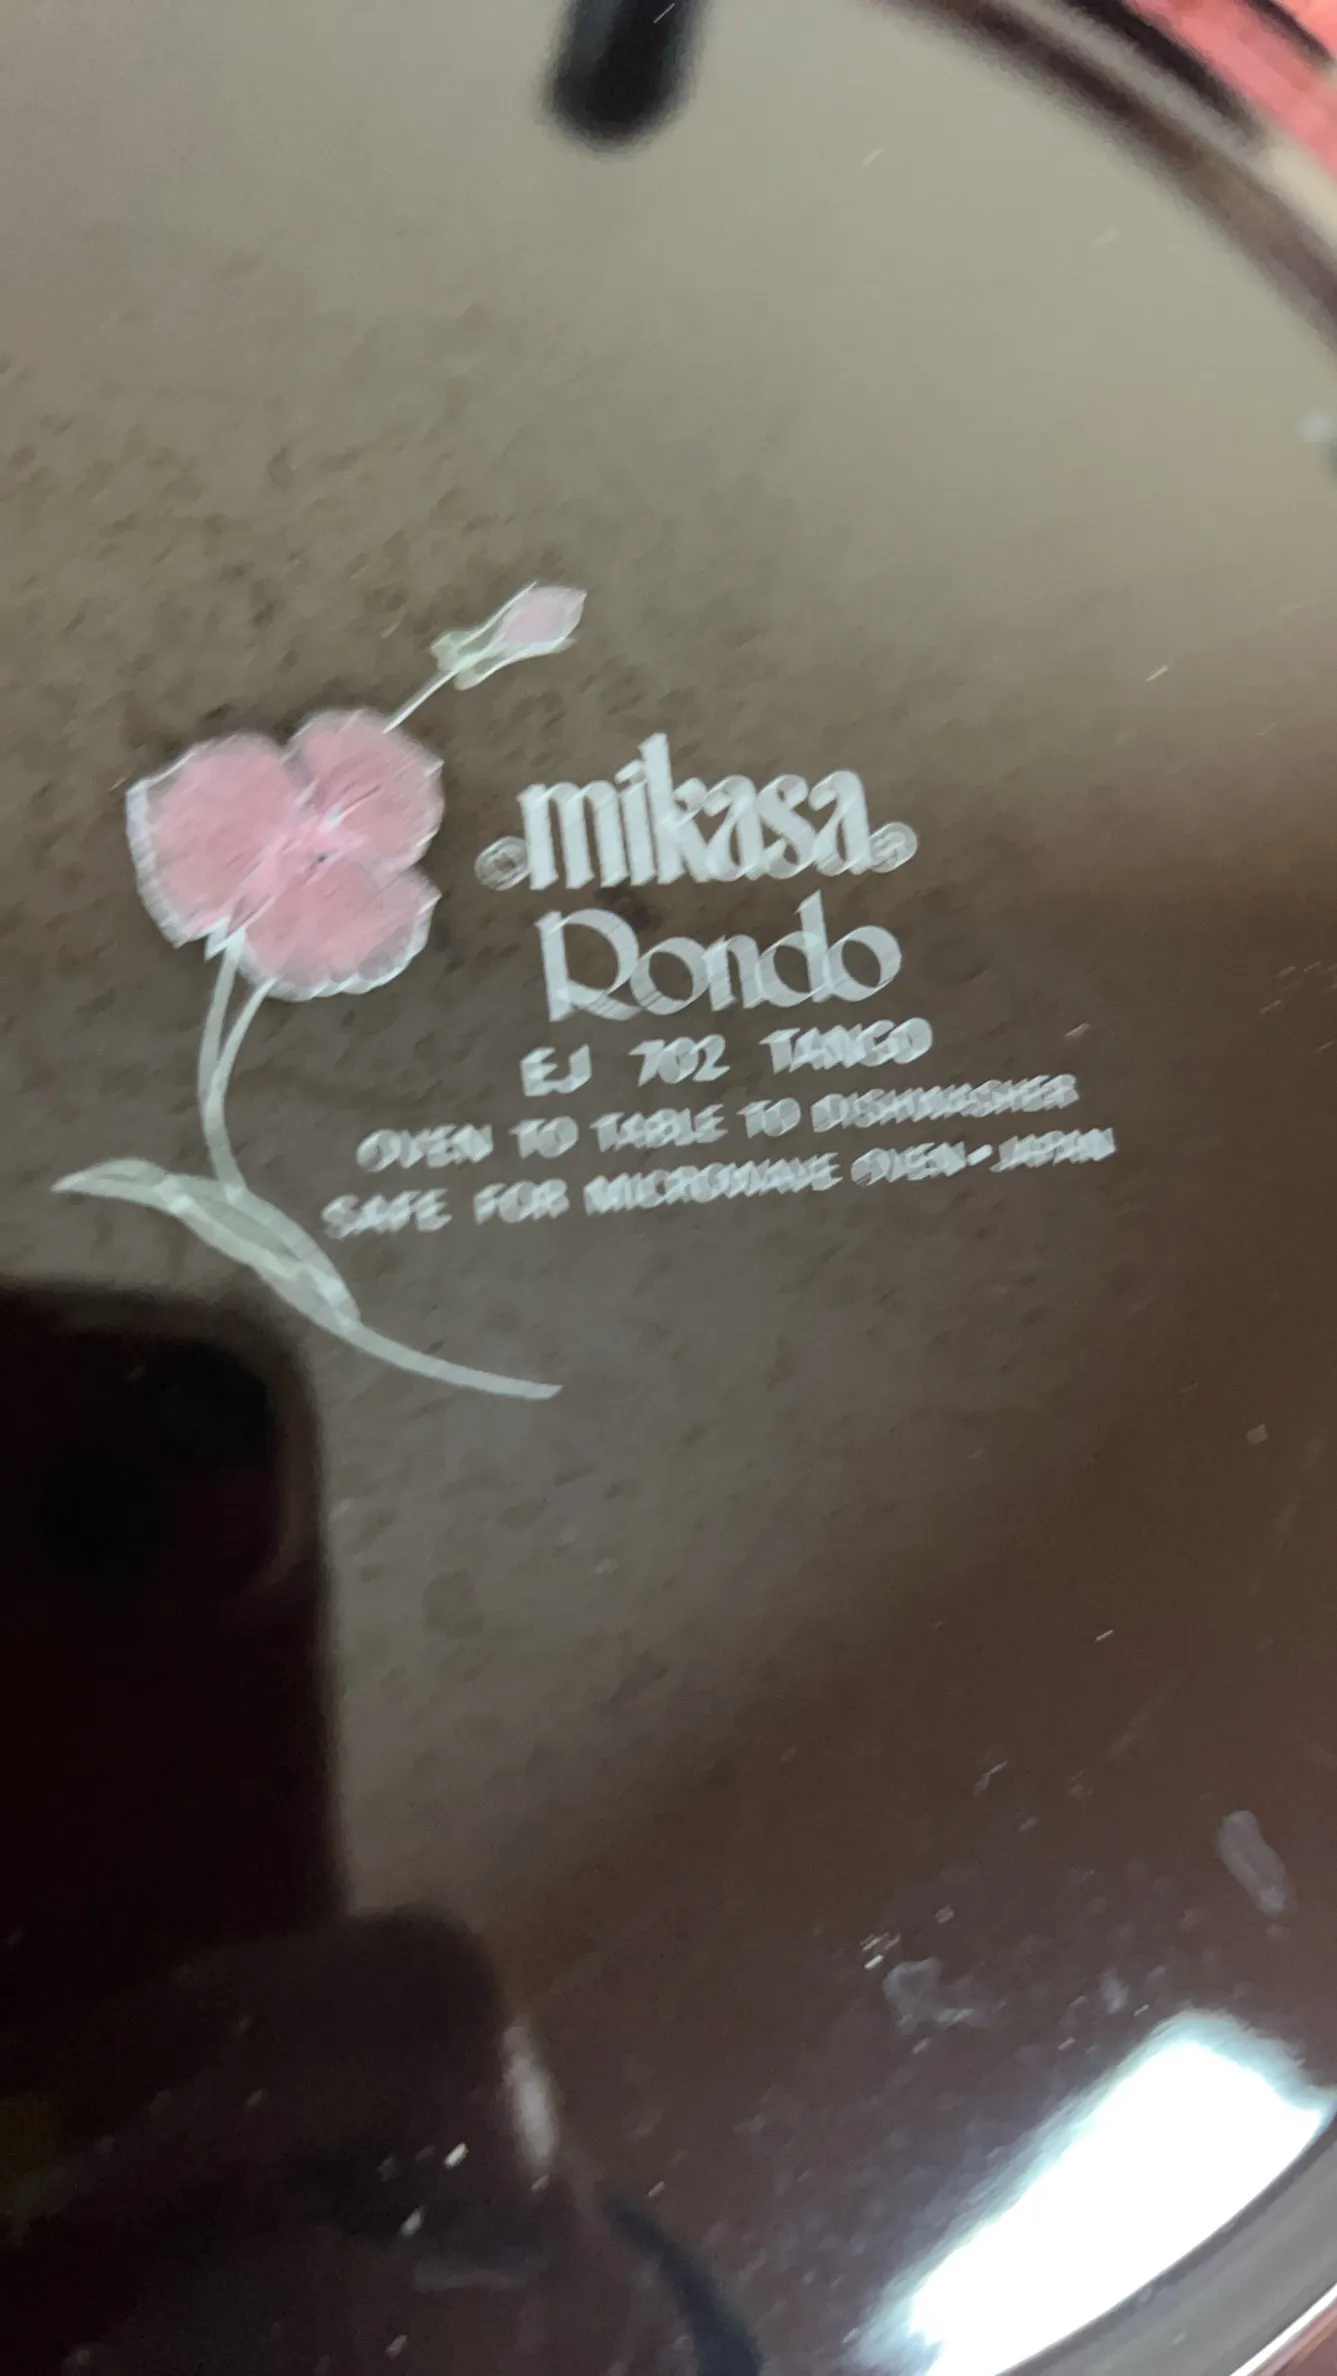 ©mikasa®
Rondo
EJ 702 TANGO
OVEN TO TABLE TO DISHWASHER
SAFE FOR MICROWAVE OVEN-JAPAN